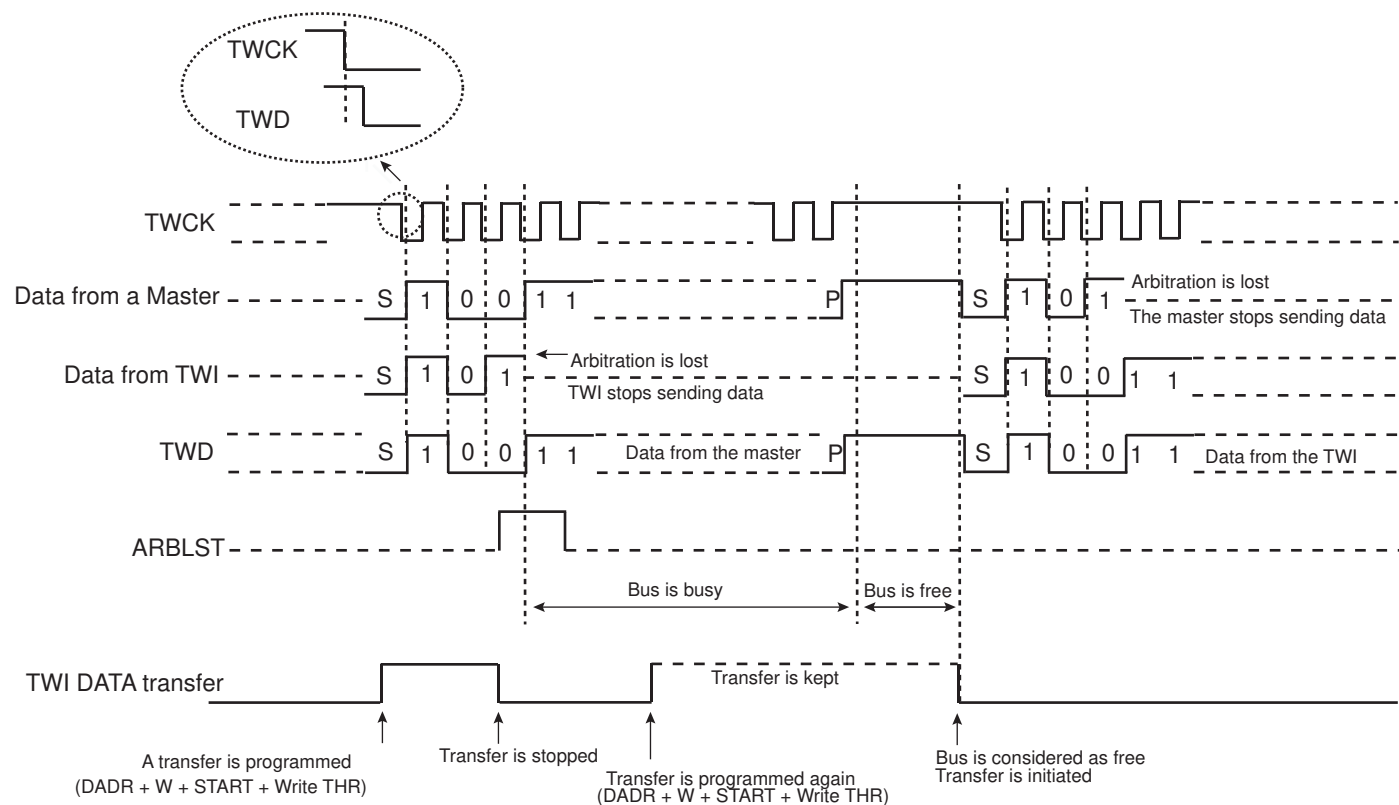 TWCK
TWD
TWCK
Data from a Master S 1 0 0 1 1 P S 1 0 1 Arbitration is lost
The master stops sending data
Data from TWI S 1 0 1 Arbitration is lost S 1 0 0 1 1
TWI stops sending data
TWD S 1 0 0 1 1 Data from the master P S 1 0 0 1 1 Data from the TWI
ARBLST
Bus is busy Bus is free
TWI DATA transfer Transfer is kept
A transfer is programmed
(DADR + W + START + Write THR)
Transfer is stopped
Transfer is programmed again
(DADR + W + START + Write THR)
Bus is considered as free
Transfer is initiated